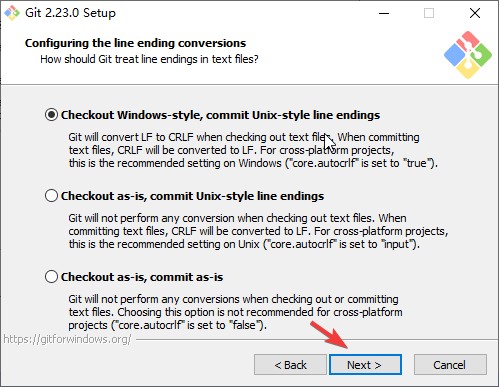 Git 2.23.0 Setup
Configuring the line ending conversions
How should Git treat line endings in text files?
Checkout Windows-style, commit Unix-style line endings
Git will convert LF to CRLF when checking out text files. When committing
text files, CRLF will be converted to LF. For cross-platform projects,
this is the recommended setting on Windows ("core.autocrlf" is set to "true").
Checkout as-is, commit Unix-style line endings
Git will not perform any conversion when checking out text files. When
committing text files, CRLF will be converted to LF. For cross-platform projects,
this is the recommended setting on Unix ("core.autocrlf" is set to "input").
Checkout as-is, commit as-is
Git will not perform any conversions when checking out or committing
text files. Choosing this option is not recommended for cross-platform
projects ("core.autocrlf" is set to "false").
https://gitforwindows.org/
< Back
Next >
Cancel